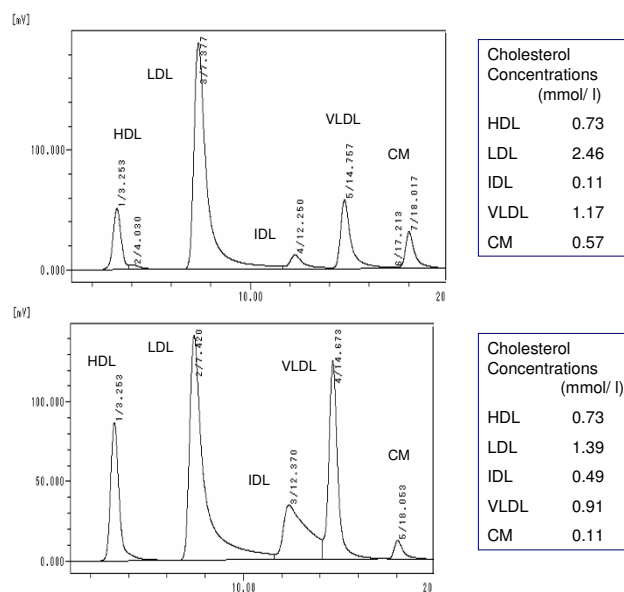 [mV]
LDL
3/7.377
HDL
VLDL
CM
100.000
1/3.253
5/14.757
IDL
4/12.250
6/17.213
7/18.017
2/4.030
0.000
10.00
20
Cholesterol
Concentrations
(mmol/ l)
HDL 0.73
LDL 2.46
IDL 0.11
VLDL 1.17
CM 0.57
[mV]
HDL
LDL
2/7.420
VLDL
4/14.673
1/3.253
100.000
IDL
3/12.370
CM
50.000
5/18.053
0.000
10.00
20
Cholesterol
Concentrations
(mmol/ l)
HDL 0.73
LDL 1.39
IDL 0.49
VLDL 0.91
CM 0.11